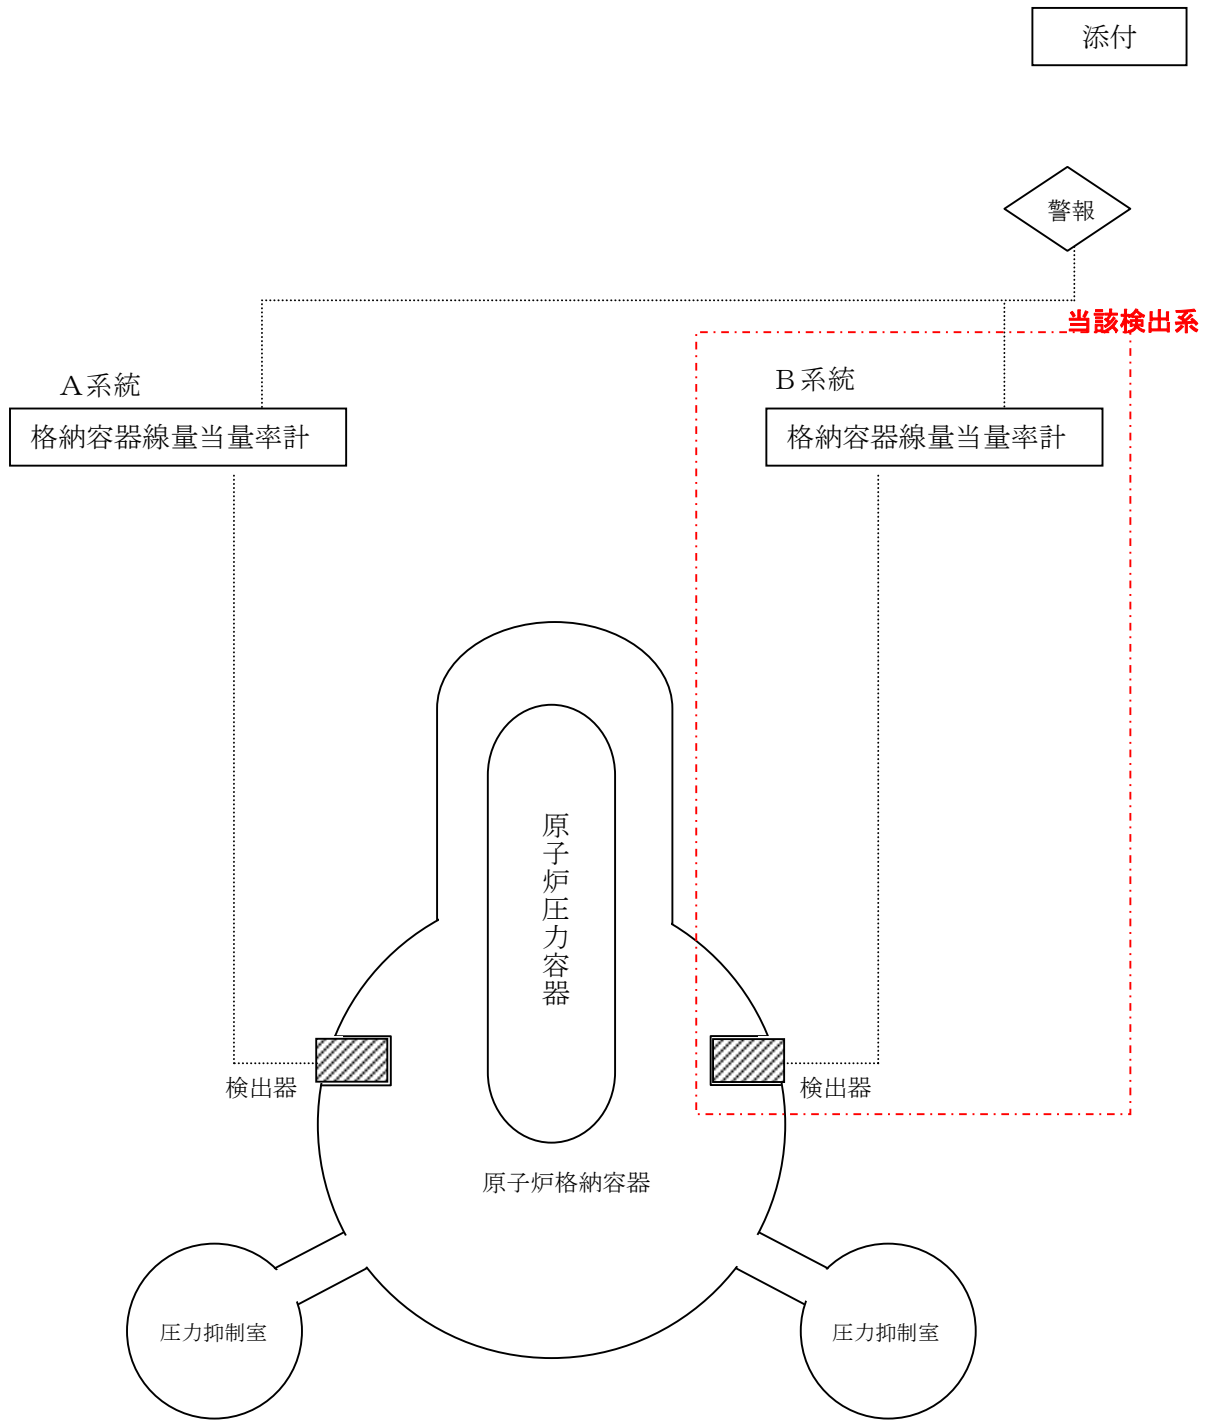 添付
警報
当該検出系
A系統
B系統
格納容器線量当量率計
格納容器線量当量率計
原子炉圧力容器
検出器
検出器
原子炉格納容器
圧力抑制室
圧力抑制室